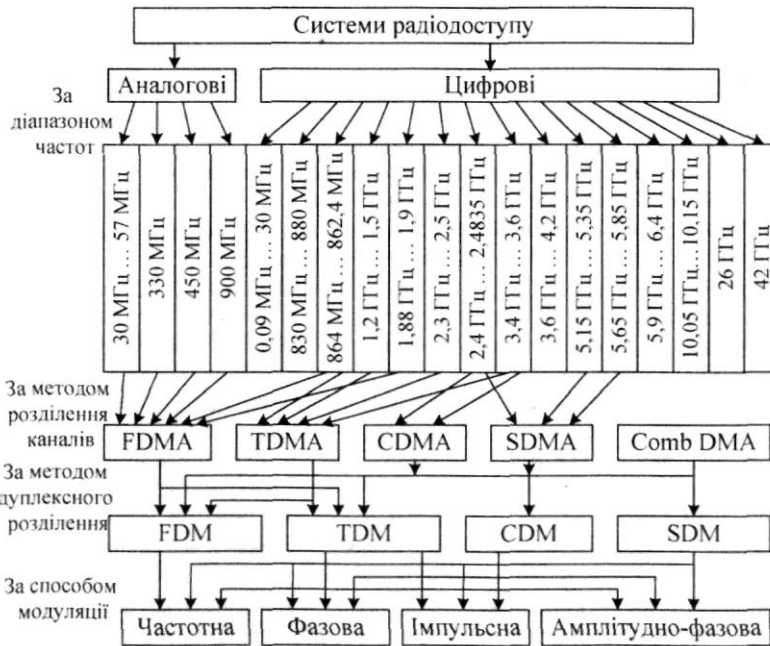 Системи радіодоступу
Аналогові
Цифрові
За
діапазоном
частот
30 МГц ... 57 МГц
330 МГц
450 МГц
900 МГц
0,09 МГц ... 30 МГц
830 МГц ... 880 МГц
864 МГц ... 862,4 МГц
1,2 ГГц ... 1,5 ГГц
1,88 ГГц ... 1,9 ГГц
2,3 ГГц ... 2,5 ГГц
2,4 ГГц ... 2,4835 ГГц
3,4 ГГц ... 3,6 ГГц
3,6 ГГц ... 4,2 ГГц
5,15 ГГц ... 5,35 ГГц
5,65 ГГц ... 5,85 ГГц
5,9 ГГц ... 6,4 ГГц
10,05 ГГц ... 10,15 ГГц
26 ГГц
42 ГГц
За методом
розділення
каналів
FDMA
TDMA
CDMA
SDMA
Comb DMA
За методом
дуплексного
розділення
FDM
TDM
CDM
SDM
За способом
модуляції
Частотна
Фазова
Імпульсна
Амплітудно-фазова